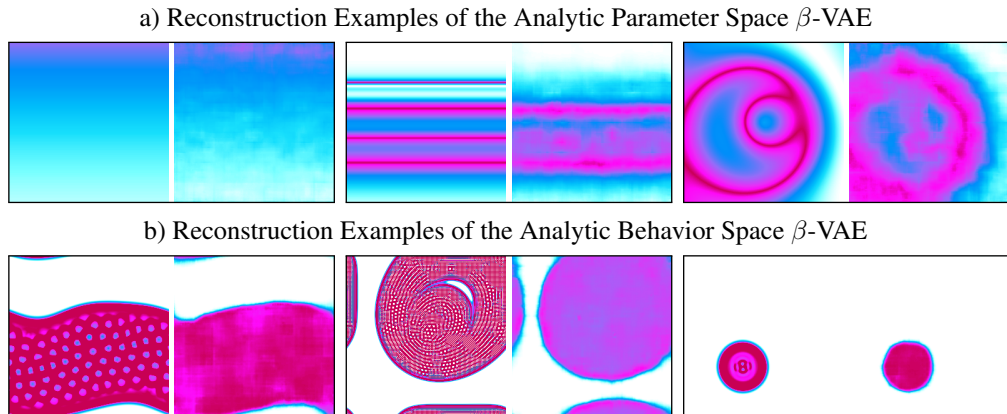 a) Reconstruction Examples of the Analytic Parameter Space β-VAE
b) Reconstruction Examples of the Analytic Behavior Space β-VAE